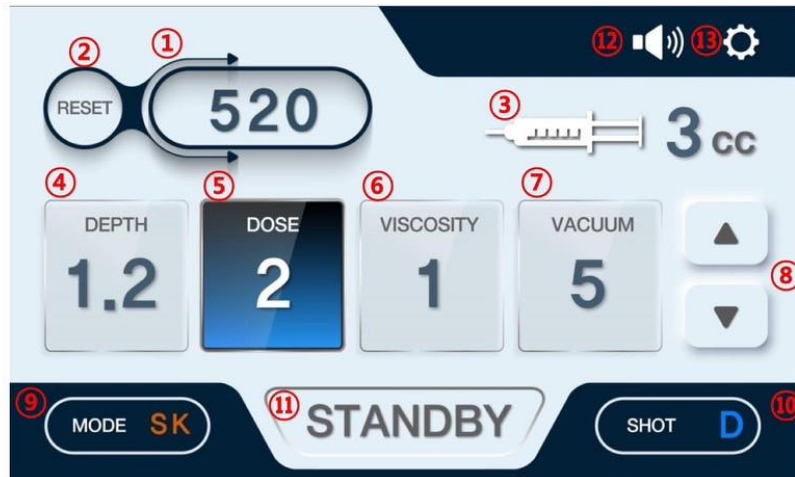 ② ① ⑫ ⑬
RESET 520 ③ 3 cc
④ ⑤ ⑥ ⑦
DEPTH DOSE VISCOSITY VACUUM
1.2 2 1 5 ⑧
⑨ ⑪ ⑩
MODE SK STANDBY SHOT D